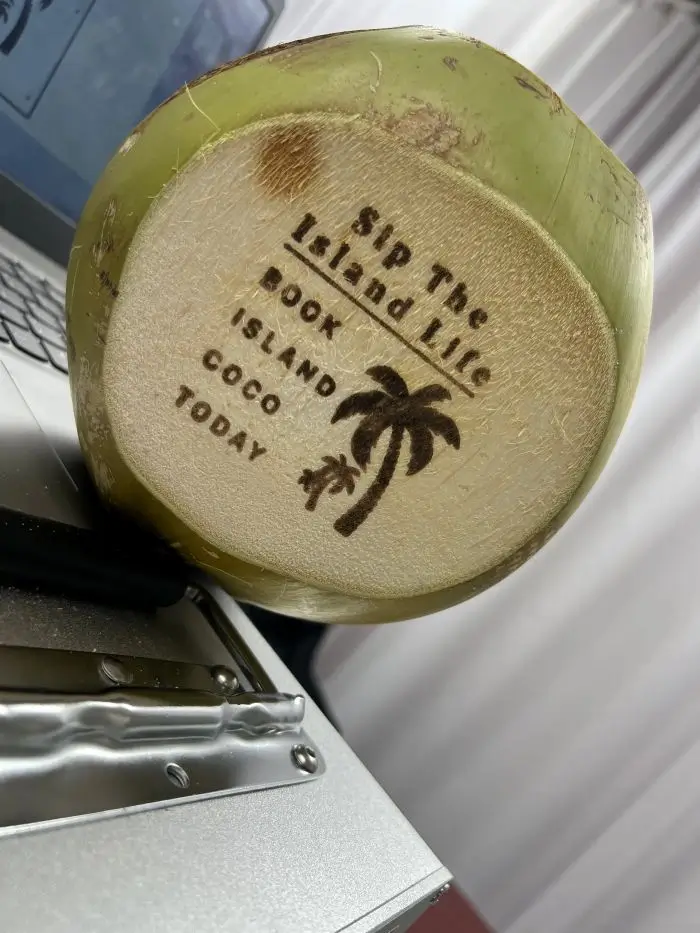 Sip The
Island Life
BOOK
ISLAND
COCO
TODAY